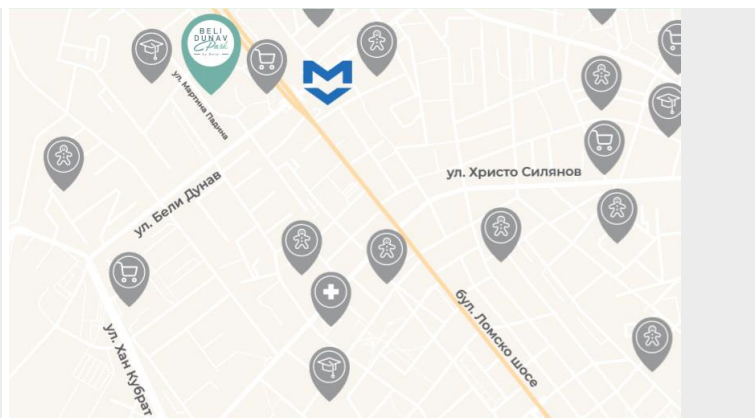 BELI
DUNAV
Park
ул. Мартина Падина
ул. Христо Силянов
ул. Бели Дунав
бул. Ломско шосе
ул. Хан Кубрат